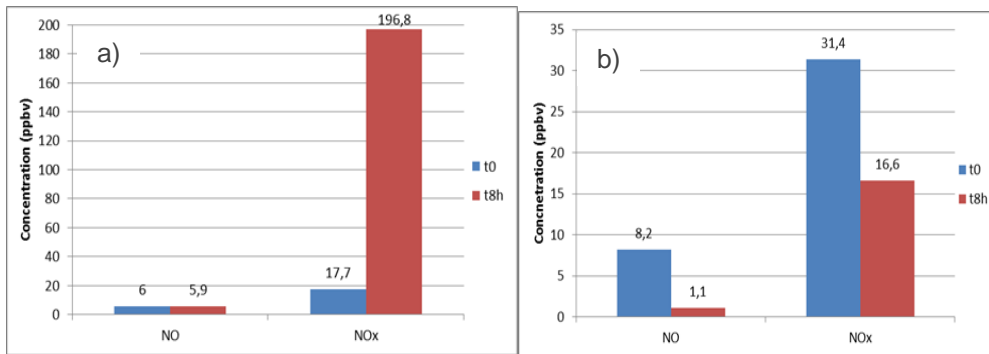 a)
Concentration (ppbv)
200
180
160
140
120
100
80
60
40
20
0
6
5,9
17,7
196,8
NO
NOx
t0
t8h
b)
Concnetration (ppbv)
35
30
25
20
15
10
5
0
8,2
1,1
31,4
16,6
NO
NOx
t0
t8h